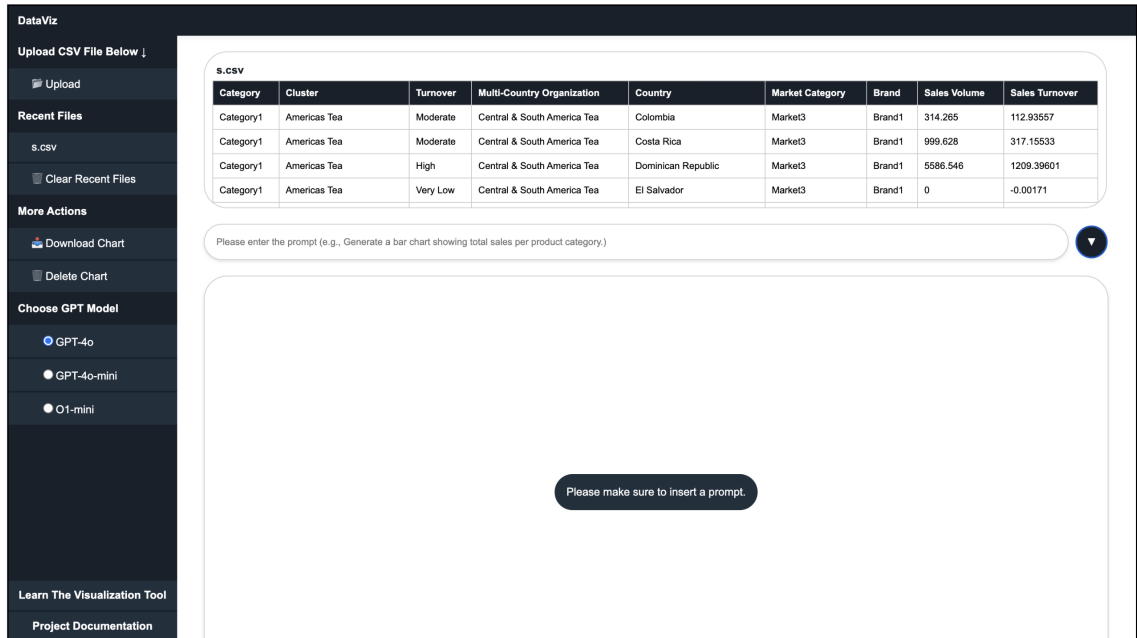 DataViz
Upload CSV File Below ↓
Upload
Recent Files
s.csv
Clear Recent Files
More Actions
Download Chart
Delete Chart
Choose GPT Model
GPT-4o
GPT-4o-mini
O1-mini
Learn The Visualization Tool
Project Documentation
s.csv
Category Cluster Turnover Multi-Country Organization Country Market Category Brand Sales Volume Sales Turnover
Category1 Americas Tea Moderate Central & South America Tea Colombia Market3 Brand1 314.265 112.93557
Category1 Americas Tea Moderate Central & South America Tea Costa Rica Market3 Brand1 999.628 317.15533
Category1 Americas Tea High Central & South America Tea Dominican Republic Market3 Brand1 5586.546 1209.39601
Category1 Americas Tea Very Low Central & South America Tea El Salvador Market3 Brand1 0 -0.00171
Please enter the prompt (e.g., Generate a bar chart showing total sales per product category.)
▼
Please make sure to insert a prompt.